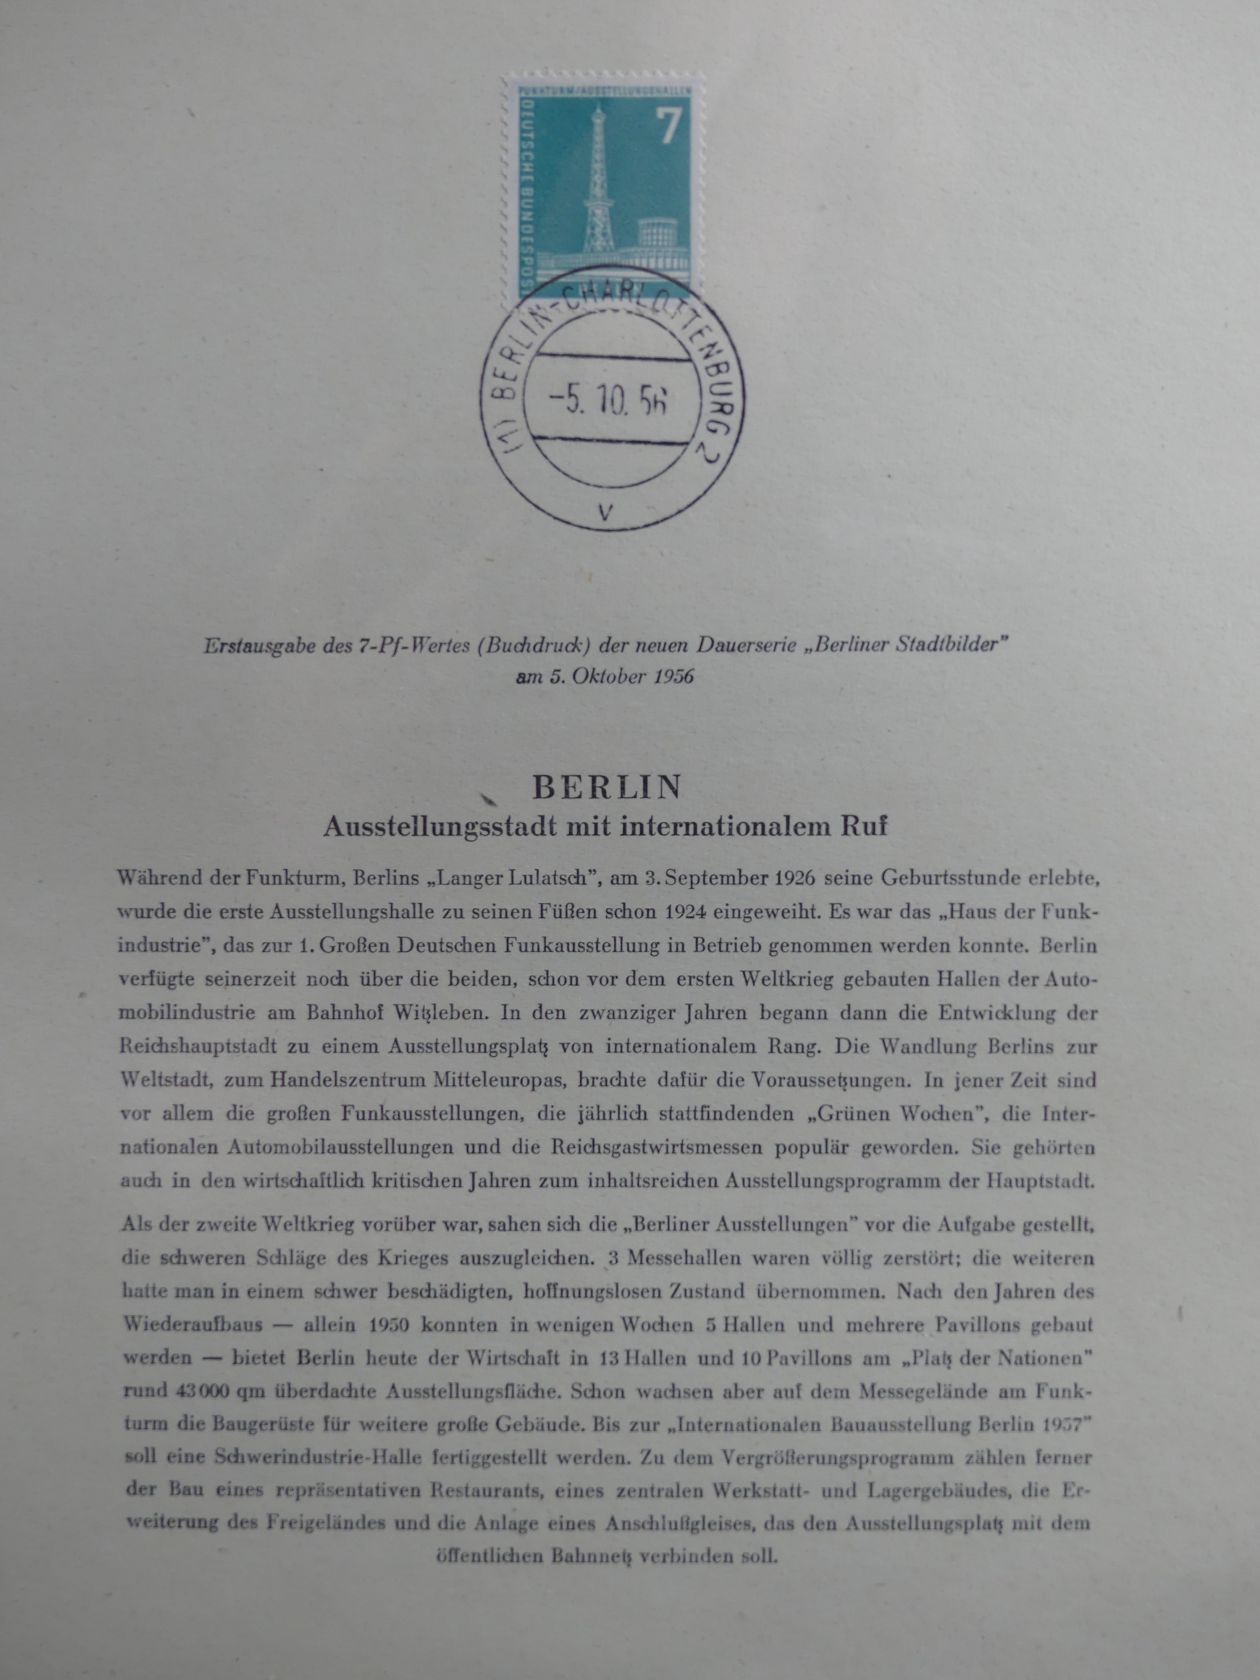 FUNKTURM/AUSSTELLUNGSHALLEN
DEUTSCHE BUNDESPOST
7
(1) BERLIN-CHARLOTTENBURG 2
-5.10.56
v
Erstausgabe des 7-Pf-Wertes (Buchdruck) der neuen Dauerserie „Berliner Stadtbilder”
am 5. Oktober 1956
BERLIN
Ausstellungsstadt mit internationalem Ruf
Während der Funkturm, Berlins „Langer Lulatsch”, am 3. September 1926 seine Geburtsstunde erlebte,
wurde die erste Ausstellungshalle zu seinen Füßen schon 1924 eingeweiht. Es war das „Haus der Funk-
industrie”, das zur 1. Großen Deutschen Funkausstellung in Betrieb genommen werden konnte. Berlin
verfügte seinerzeit noch über die beiden, schon vor dem ersten Weltkrieg gebauten Hallen der Auto-
mobilindustrie am Bahnhof Witzleben. In den zwanziger Jahren begann dann die Entwicklung der
Reichshauptstadt zu einem Ausstellungsplatz von internationalem Rang. Die Wandlung Berlins zur
Weltstadt, zum Handelszentrum Mitteleuropas, brachte dafür die Voraussetzungen. In jener Zeit sind
vor allem die großen Funkausstellungen, die jährlich stattfindenden „Grünen Wochen”, die Inter-
nationalen Automobilausstellungen und die Reichsgastwirtsmessen populär geworden. Sie gehörten
auch in den wirtschaftlich kritischen Jahren zum inhaltsreichen Ausstellungsprogramm der Hauptstadt.
Als der zweite Weltkrieg vorüber war, sahen sich die „Berliner Ausstellungen” vor die Aufgabe gestellt,
die schweren Schläge des Krieges auszugleichen. 3 Messehallen waren völlig zerstört; die weiteren
hatte man in einem schwer beschädigten, hoffnungslosen Zustand übernommen. Nach den Jahren des
Wiederaufbaus — allein 1950 konnten in wenigen Wochen 5 Hallen und mehrere Pavillons gebaut
werden — bietet Berlin heute der Wirtschaft in 13 Hallen und 10 Pavillons am „Platz der Nationen”
rund 43 000 qm überdachte Ausstellungsfläche. Schon wachsen aber auf dem Messegelände am Funk-
turm die Baugerüste für weitere große Gebäude. Bis zur „Internationalen Bauausstellung Berlin 1957”
soll eine Schwerindustrie-Halle fertiggestellt werden. Zu dem Vergrößerungsprogramm zählen ferner
der Bau eines repräsentativen Restaurants, eines zentralen Werkstatt- und Lagergebäudes, die Er-
weiterung des Freigeländes und die Anlage eines Anschlußgleises, das den Ausstellungsplatz mit dem
öffentlichen Bahnnetz verbinden soll.